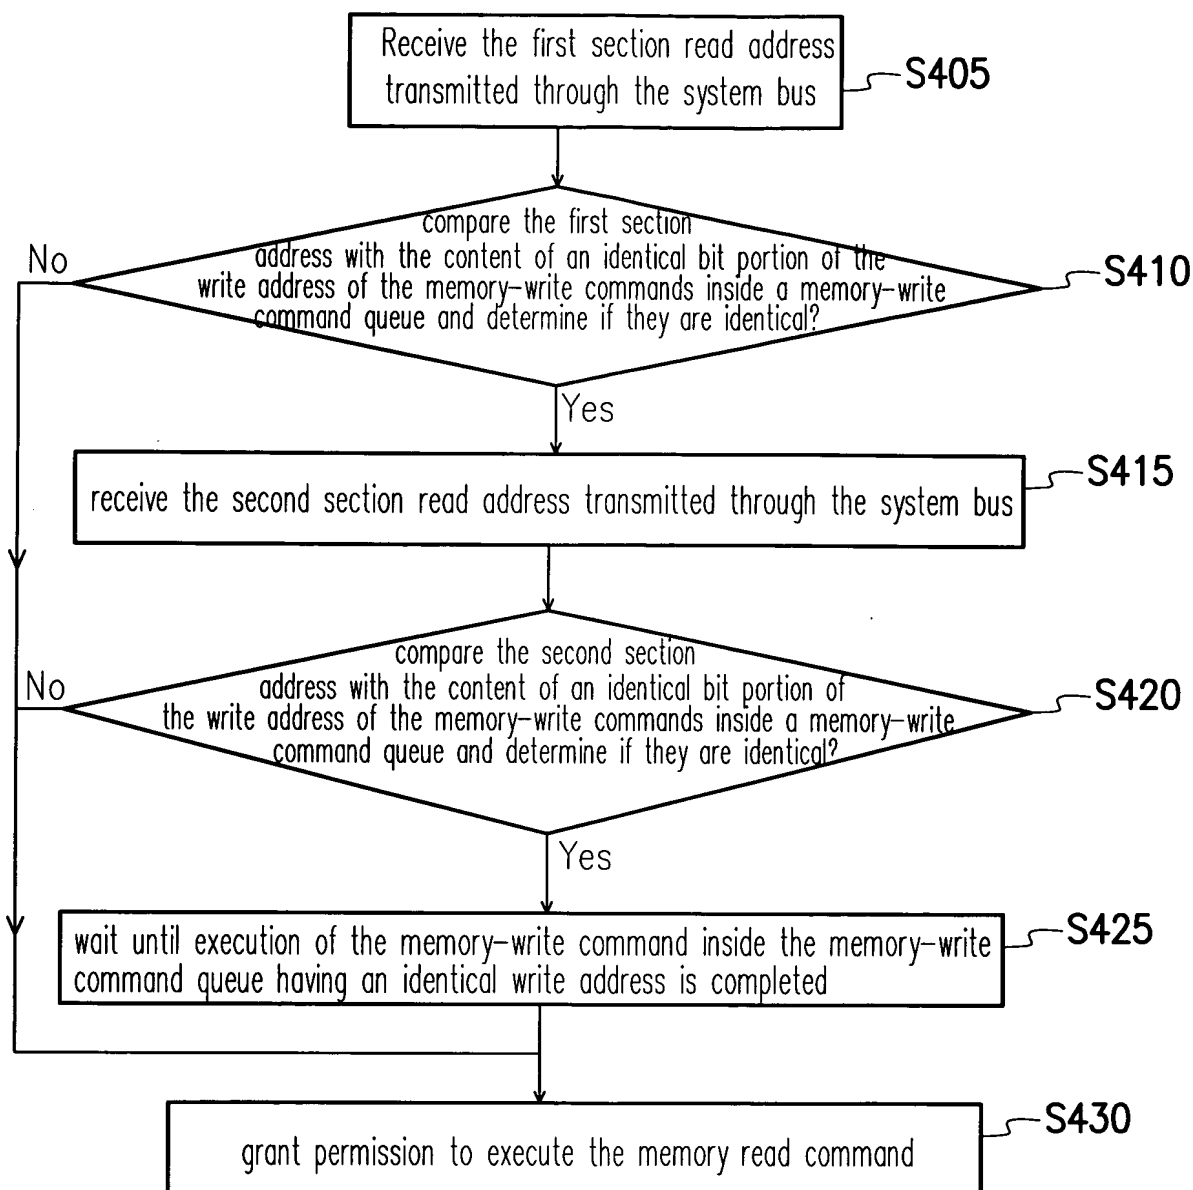 Receive the first section read address
transmitted through the system bus
S405
compare the first section
address with the content of an identical bit portion of the
write address of the memory-write commands inside a memory-write
command queue and determine if they are identical?
No
S410
Yes
receive the second section read address transmitted through the system bus
S415
compare the second section
address with the content of an identical bit portion of
the write address of the memory-write commands inside a memory-write
command queue and determine if they are identical?
No
S420
Yes
wait until execution of the memory-write command inside the memory-write
command queue having an identical write address is completed
S425
grant permission to execute the memory read command
S430